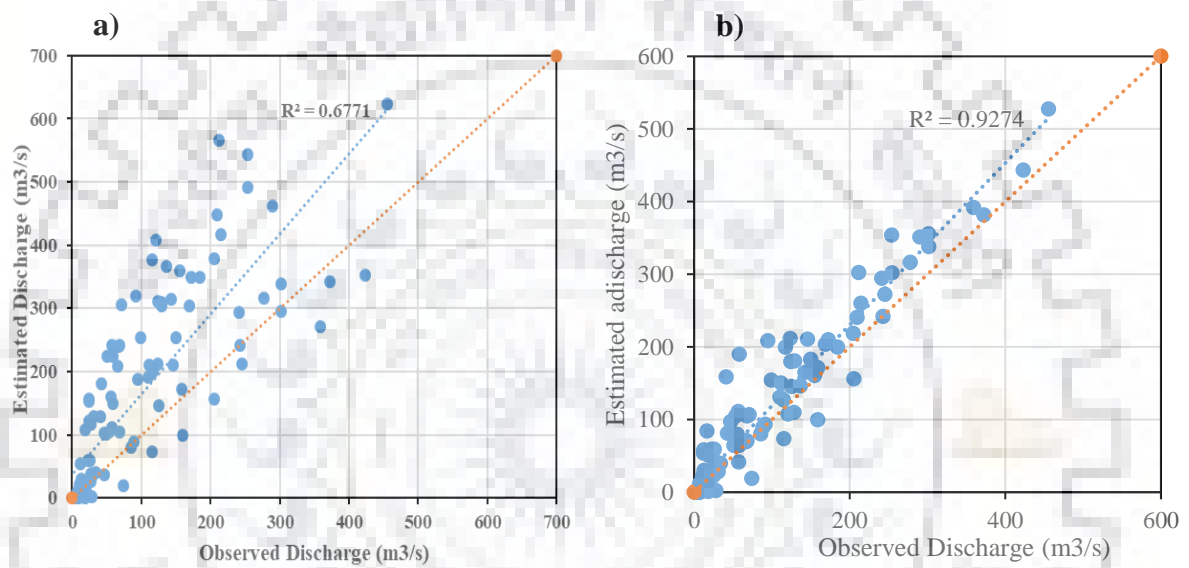 a)
700
600
500
400
300
200
100
0
Estimated Discharge (m3/s)
R² = 0.6771
0 100 200 300 400 500 600 700
Observed Discharge (m3/s)
b)
600
500
400
300
200
100
0
Estimated adischarge (m3/s)
R² = 0.9274
0 200 400 600
Observed Discharge (m3/s)